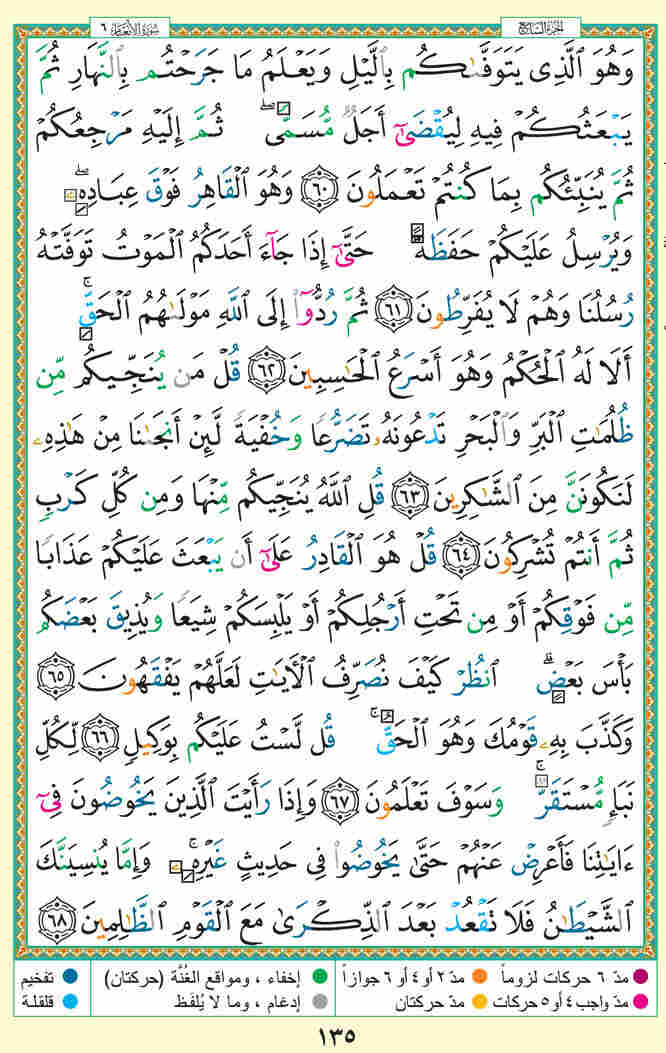 الجزء السابع
سورة الأنعام ٦
وَهُوَ ٱلَّذِى يَتَوَفَّىٰكُم بِٱلَّيْلِ وَيَعْلَمُ مَا جَرَحْتُم بِٱلنَّهَارِ ثُمَّ
يَبْعَثُكُمْ فِيهِ لِيُقْضَىٰٓ أَجَلٌ مُّسَمًّى ۖ ثُمَّ إِلَيْهِ مَرْجِعُكُمْ
ثُمَّ يُنَبِّئُكُم بِمَا كُنتُمْ تَعْمَلُونَ ٦٠ وَهُوَ ٱلْقَاهِرُ فَوْقَ عِبَادِهِۦ ۖ
وَيُرْسِلُ عَلَيْكُمْ حَفَظَةً حَتَّىٰٓ إِذَا جَآءَ أَحَدَكُمُ ٱلْمَوْتُ تَوَفَّتْهُ
رُسُلُنَا وَهُمْ لَا يُفَرِّطُونَ ٦١ ثُمَّ رُدُّوٓا۟ إِلَى ٱللَّهِ مَوْلَىٰهُمُ ٱلْحَقِّ ۚ
أَلَا لَهُ ٱلْحُكْمُ وَهُوَ أَسْرَعُ ٱلْحَـٰسِبِينَ ٦٢ قُلْ مَن يُنَجِّيكُم مِّن
ظُلُمَـٰتِ ٱلْبَرِّ وَٱلْبَحْرِ تَدْعُونَهُۥ تَضَرُّعًا وَخُفْيَةً لَّئِنْ أَنجَىٰنَا مِنْ هَـٰذِهِۦ
لَنَكُونَنَّ مِنَ ٱلشَّـٰكِرِينَ ٦٣ قُلِ ٱللَّهُ يُنَجِّيكُم مِّنْهَا وَمِن كُلِّ كَرْبٍ
ثُمَّ أَنتُمْ تُشْرِكُونَ ٦٤ قُلْ هُوَ ٱلْقَادِرُ عَلَىٰٓ أَن يَبْعَثَ عَلَيْكُمْ عَذَابًا
مِّن فَوْقِكُمْ أَوْ مِن تَحْتِ أَرْجُلِكُمْ أَوْ يَلْبِسَكُمْ شِيَعًا وَيُذِيقَ بَعْضَكُم
بَأْسَ بَعْضٍ ۗ ٱنظُرْ كَيْفَ نُصَرِّفُ ٱلْـَٔايَـٰتِ لَعَلَّهُمْ يَفْقَهُونَ ٦٥
وَكَذَّبَ بِهِۦ قَوْمُكَ وَهُوَ ٱلْحَقُّ ۚ قُل لَّسْتُ عَلَيْكُم بِوَكِيلٍ ٦٦ لِّكُلِّ
نَبَإٍ مُّسْتَقَرٌّ ۚ وَسَوْفَ تَعْلَمُونَ ٦٧ وَإِذَا رَأَيْتَ ٱلَّذِينَ يَخُوضُونَ فِىٓ
ءَايَـٰتِنَا فَأَعْرِضْ عَنْهُمْ حَتَّىٰ يَخُوضُوا۟ فِى حَدِيثٍ غَيْرِهِۦ ۚ وَإِمَّا يُنسِيَنَّكَ
ٱلشَّيْطَـٰنُ فَلَا تَقْعُدْ بَعْدَ ٱلذِّكْرَىٰ مَعَ ٱلْقَوْمِ ٱلظَّـٰلِمِينَ ٦٨
مدّ ٦ حركات لزوماً مدّ ٢ أو ٤ أو ٦ جوازاً إخفاء ، ومواقع الغُنَّة (حركتان) تفخيم
مدّ واجب ٤ أو ٥ حركات مدّ حركتان إدغام ، وما لا يُلفَظ قلقلة
١٣٥